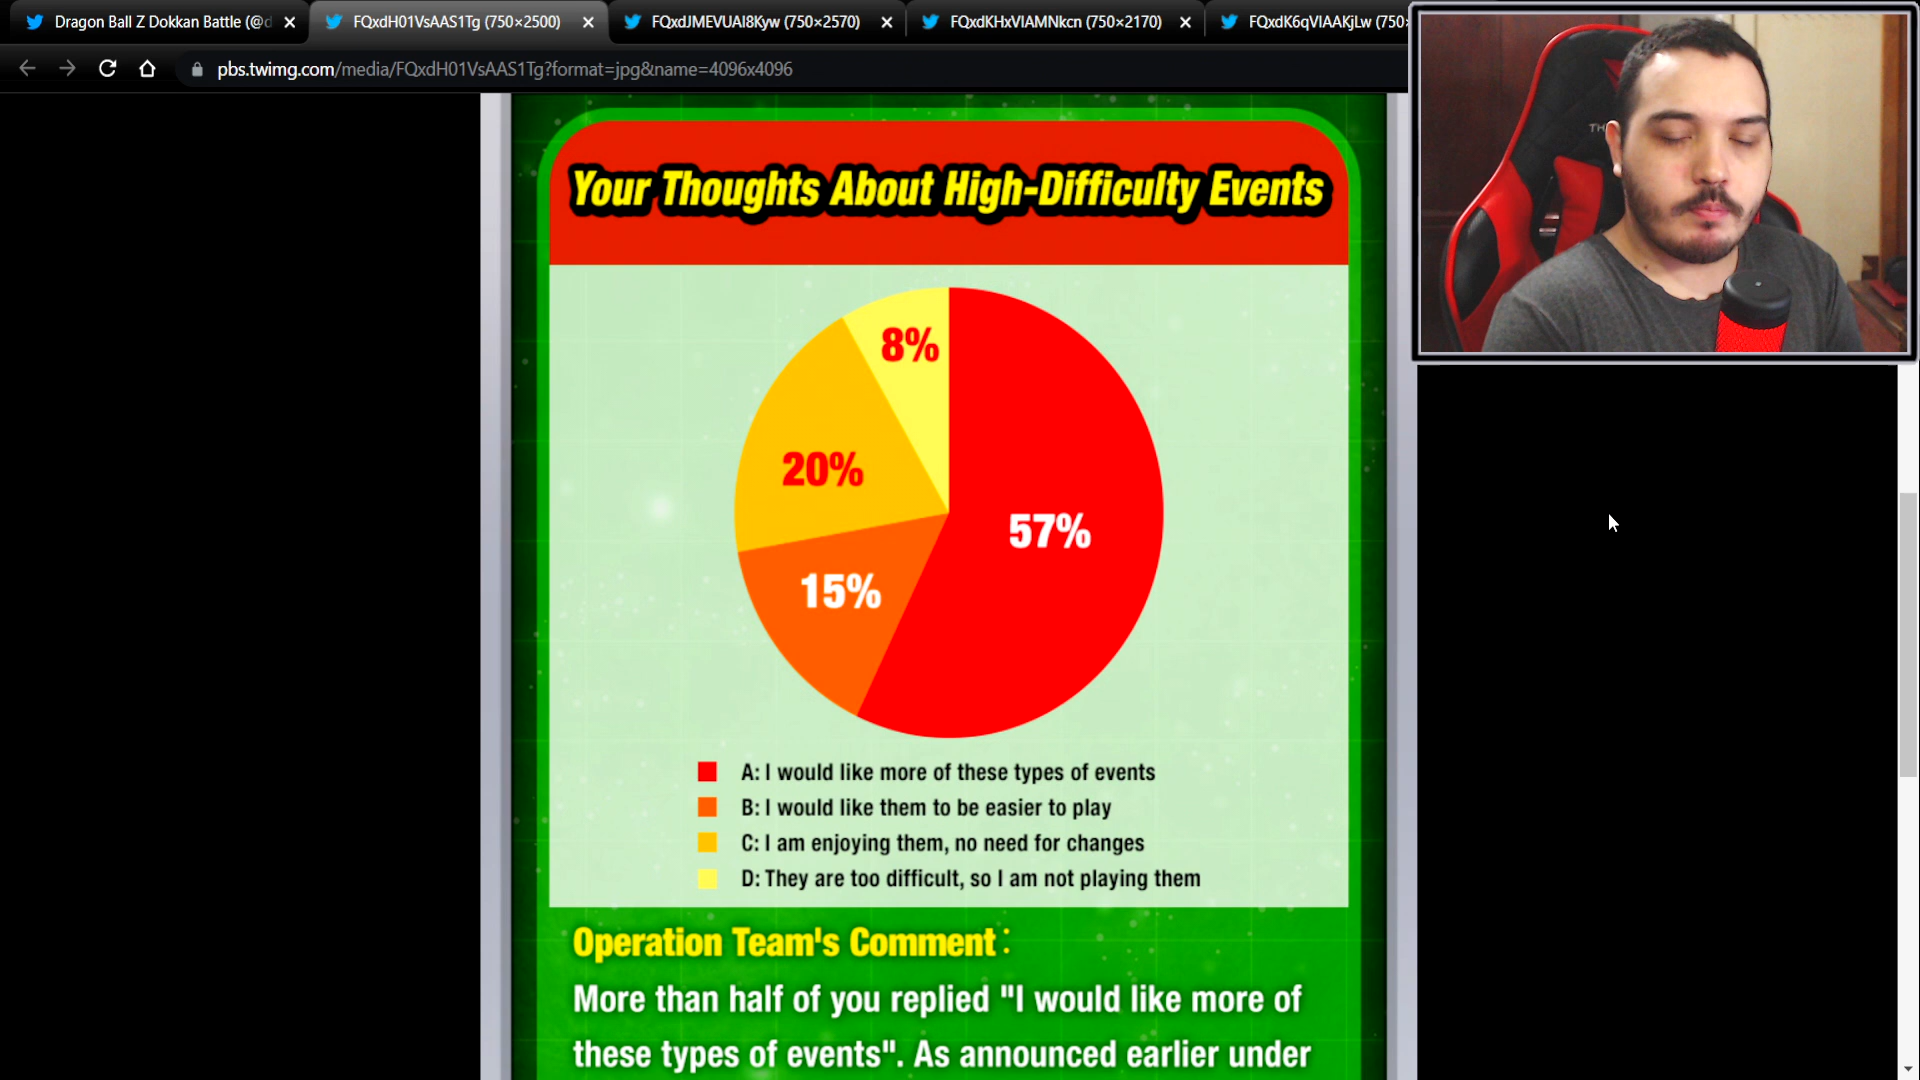 Dragon Ball Z Dokkan Battle (@d
FQxdH01VsAAS1Tg (750×2500)
FQxdJMEVUAI8Kyw (750×2570)
FQxdKHxVIAMNkcn (750×2170)
FQxdK6qVIAAKjLw (750×
pbs.twimg.com/media/FQxdH01VsAAS1Tg?format=jpg&name=4096x4096
TH
Your Thoughts About High-Difficulty Events
8%
20%
57%
15%
A: I would like more of these types of events
B: I would like them to be easier to play
C: I am enjoying them, no need for changes
D: They are too difficult, so I am not playing them
Operation Team's Comment:
More than half of you replied "I would like more of
these types of events". As announced earlier under